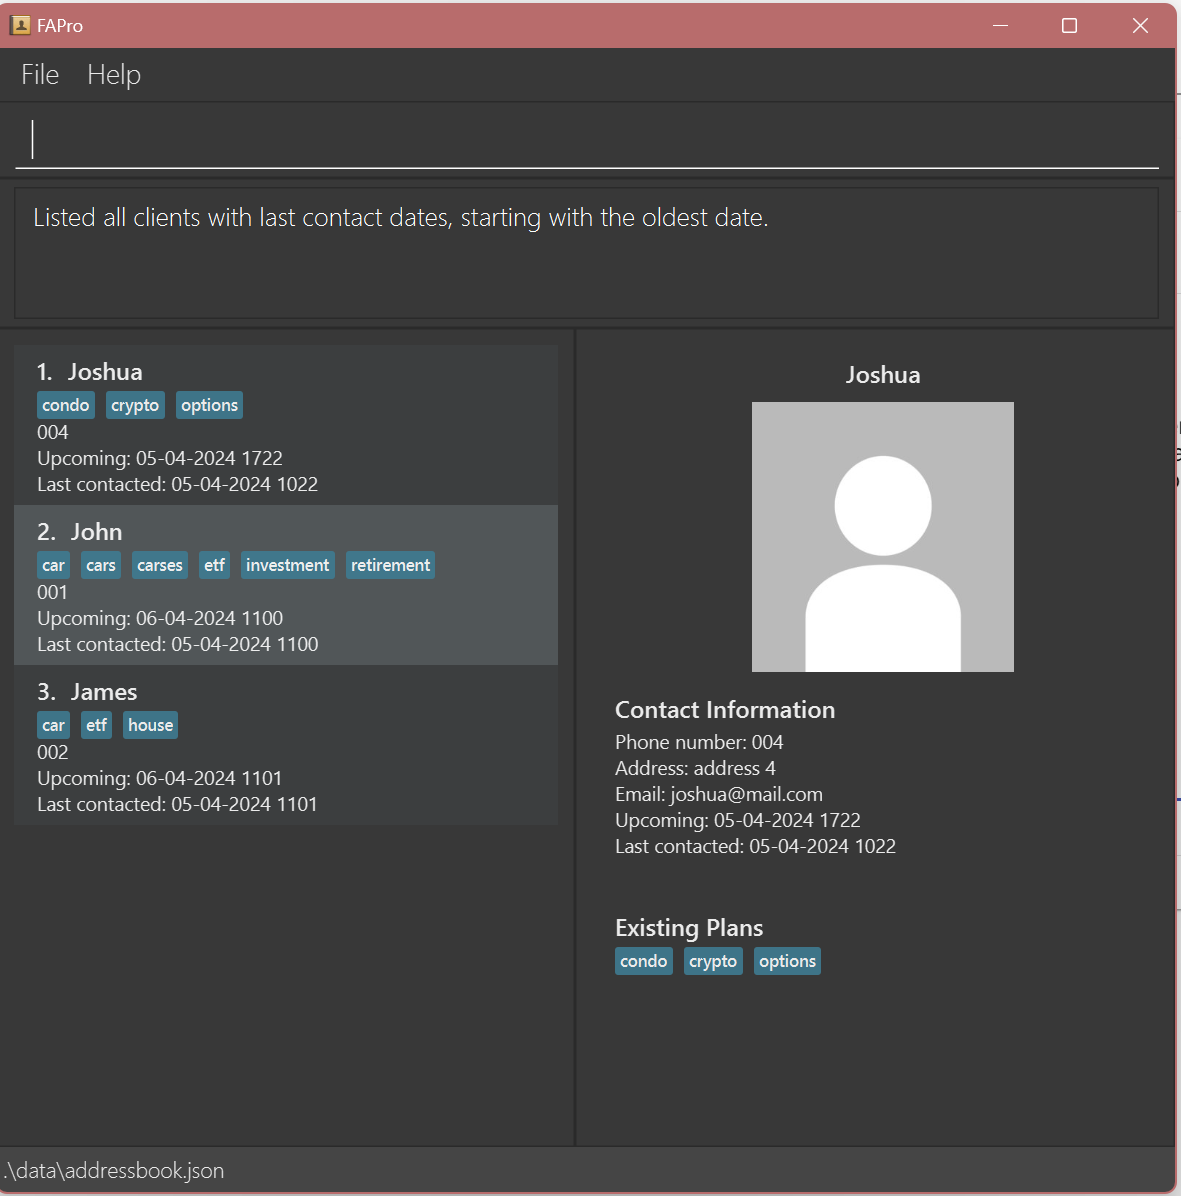 FAPro
File Help
Listed all clients with last contact dates, starting with the oldest date.
1. Joshua
condo crypto options
004
Upcoming: 05-04-2024 1722
Last contacted: 05-04-2024 1022
2. John
car cars carses etf investment retirement
001
Upcoming: 06-04-2024 1100
Last contacted: 05-04-2024 1100
3. James
car etf house
002
Upcoming: 06-04-2024 1101
Last contacted: 05-04-2024 1101
Joshua
Contact Information
Phone number: 004
Address: address 4
Email: joshua@mail.com
Upcoming: 05-04-2024 1722
Last contacted: 05-04-2024 1022
Existing Plans
condo crypto options
.\data\addressbook.json